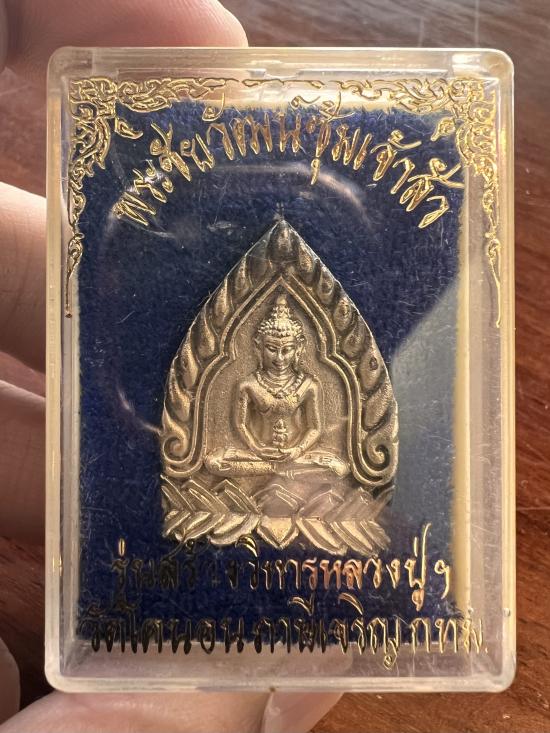 พระชัยวัฒน์ซุ้มเจ้าสัว
รุ่นสร้างวิหารหลวงปู่ฯ
วัดโคนอน ภาษีเจริญ กทม.